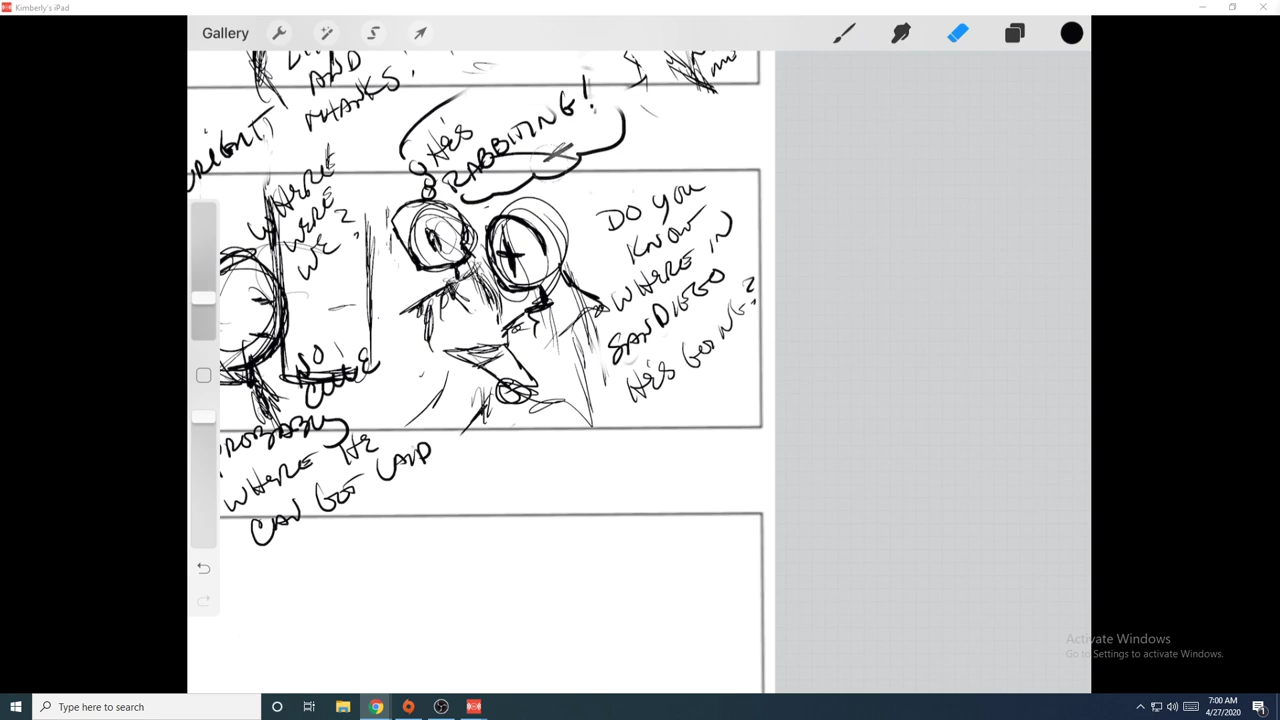 Kimberly's iPad
Gallery
AND
THANKS!
HE'S
RABBITING!
WHERE
WERE
WE?
DO YOU
KNOW
WHERE IN
SAN DIEGO
HE'S GOING?
NO
CLUE
PROBABLY
WHERE HE
CAN GET LAID
Activate Windows
Go to Settings to activate Windows.
Type here to search
7:00 AM
4/27/2020